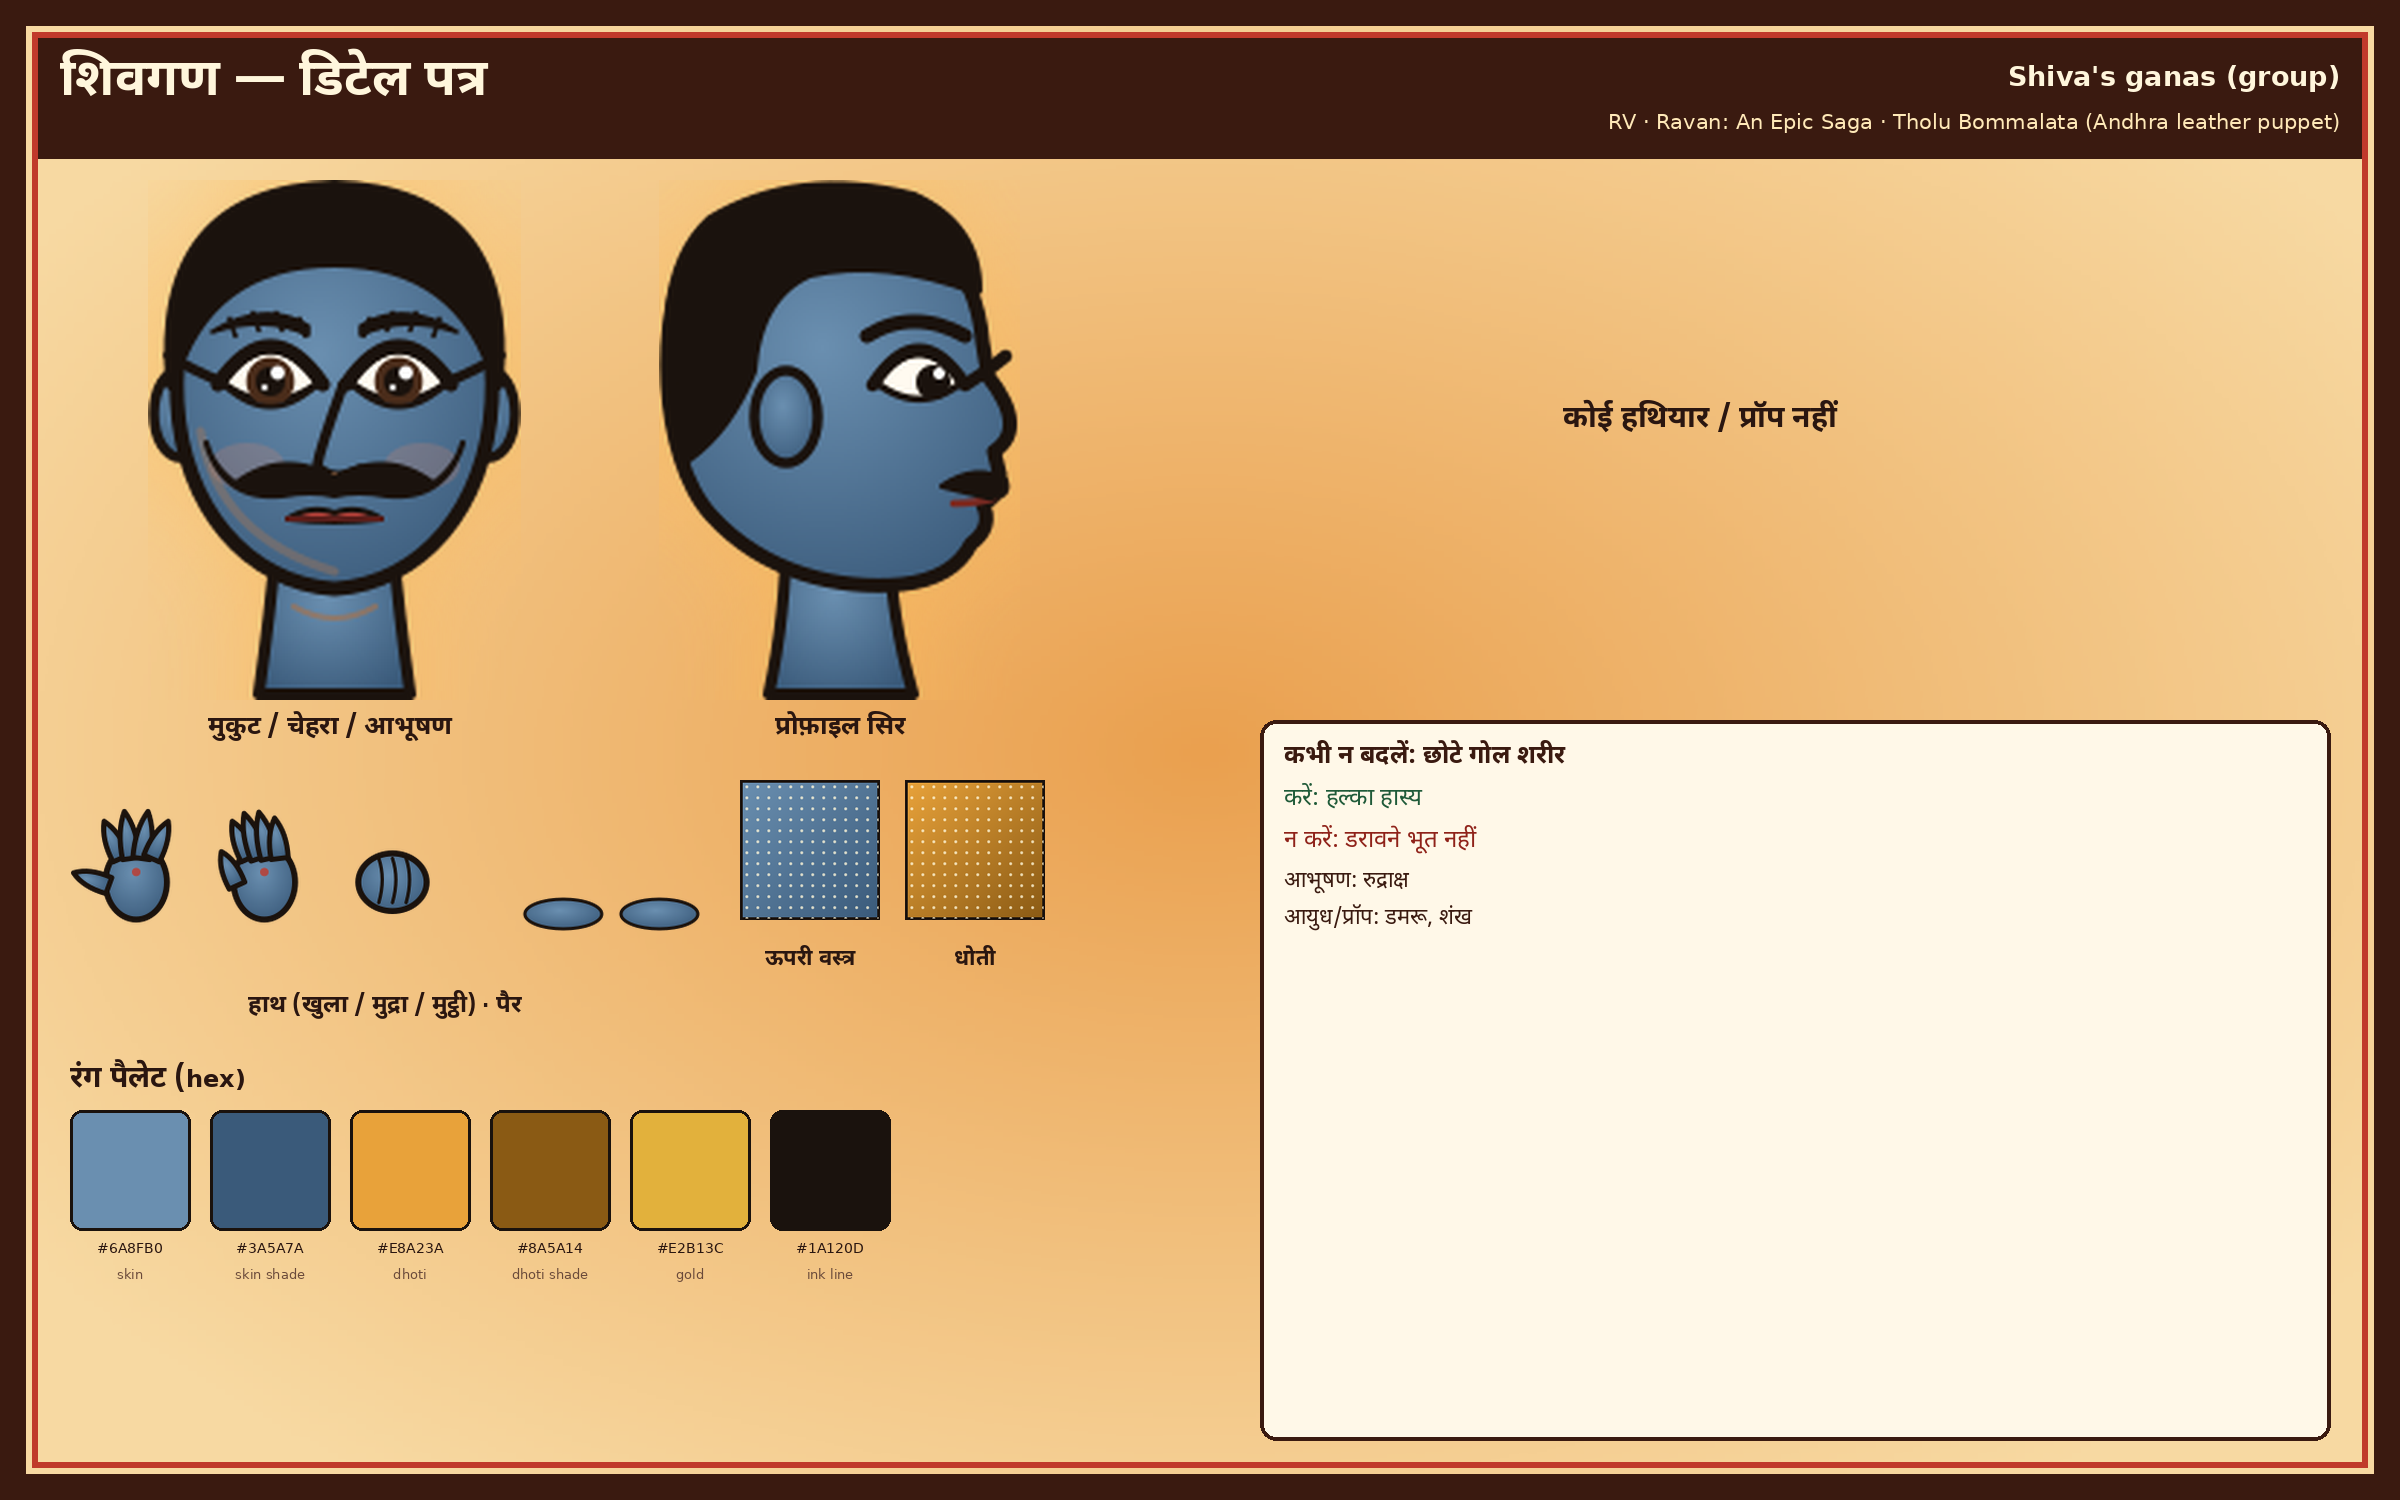 शिवगण — डिटेल पत्र
Shiva's ganas (group)
RV · Ravan: An Epic Saga · Tholu Bommalata (Andhra leather puppet)
कोई हथियार / प्रॉप नहीं
मुकुट / चेहरा / आभूषण
प्रोफ़ाइल सिर
कभी न बदलें: छोटे गोल शरीर
करें: हल्का हास्य
न करें: डरावने भूत नहीं
आभूषण: रुद्राक्ष
आयुध/प्रॉप: डमरू, शंख
ऊपरी वस्त्र
धोती
हाथ (खुला / मुद्रा / मुट्ठी) · पैर
रंग पैलेट (hex)
#6A8FB0 #3A5A7A #E8A23A #8A5A14 #E2B13C #1A120D
skin skin shade dhoti dhoti shade gold ink line